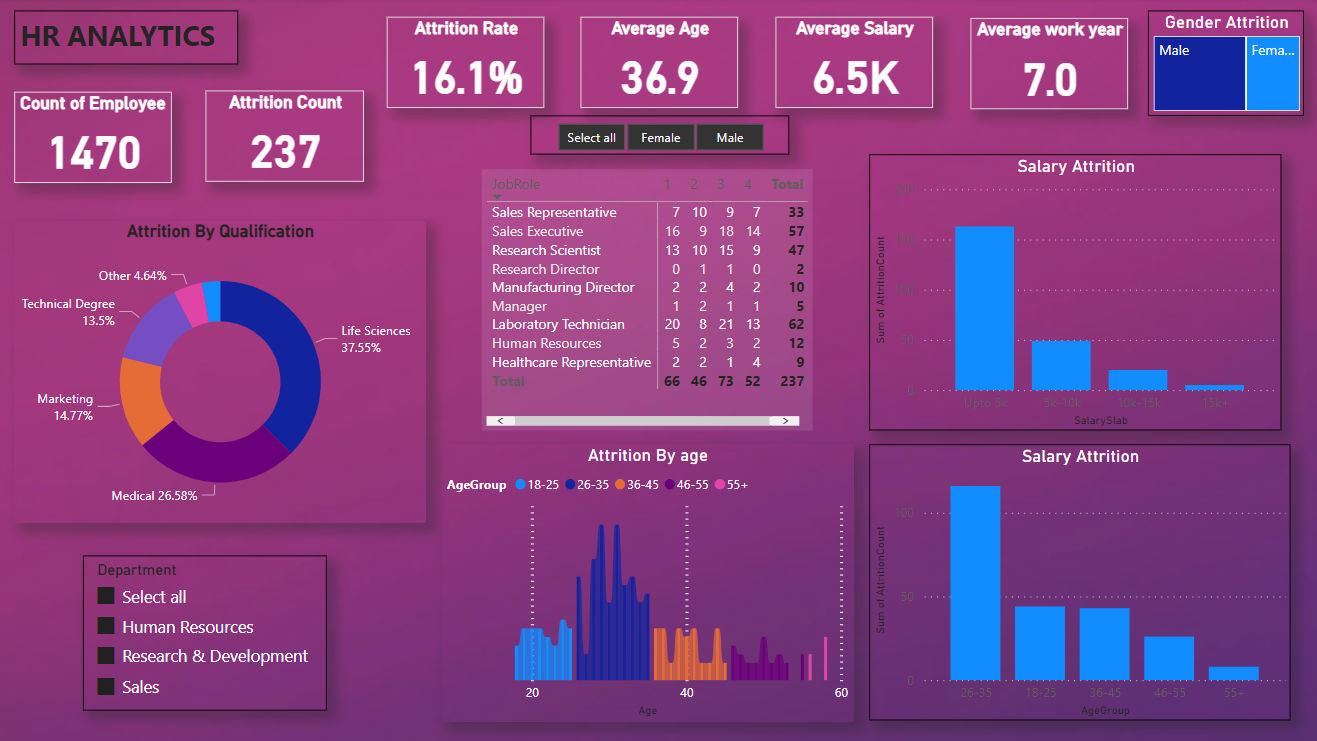 HR ANALYTICS
Attrition Rate
16.1%
Average Age
36.9
Average Salary
6.5K
Average work year
7.0
Gender Attrition
Male
Fema...
Count of Employee
1470
Attrition Count
237
Select all Female Male
Attrition By Qualification
Other 4.64%
Technical Degree
13.5%
Life Sciences
37.55%
Marketing
14.77%
Medical 26.58%
JobRole 1 2 3 4 Total
Sales Representative 7 10 9 7 33
Sales Executive 16 9 18 14 57
Research Scientist 13 10 15 9 47
Research Director 0 1 1 0 2
Manufacturing Director 2 2 4 2 10
Manager 1 2 1 1 5
Laboratory Technician 20 8 21 13 62
Human Resources 5 2 3 2 12
Healthcare Representative 2 2 1 4 9
Total 66 46 73 52 237
Salary Attrition
Sum of AttritionCount
200
150
100
50
0
Upto 5k 5k-10k 10k-15k 15k+
SalarySlab
Department
Select all
Human Resources
Research & Development
Sales
Attrition By age
AgeGroup 18-25 26-35 36-45 46-55 55+
20 40 60
Age
Salary Attrition
Sum of AttritionCount
100
50
0
26-35 18-25 36-45 46-55 55+
AgeGroup